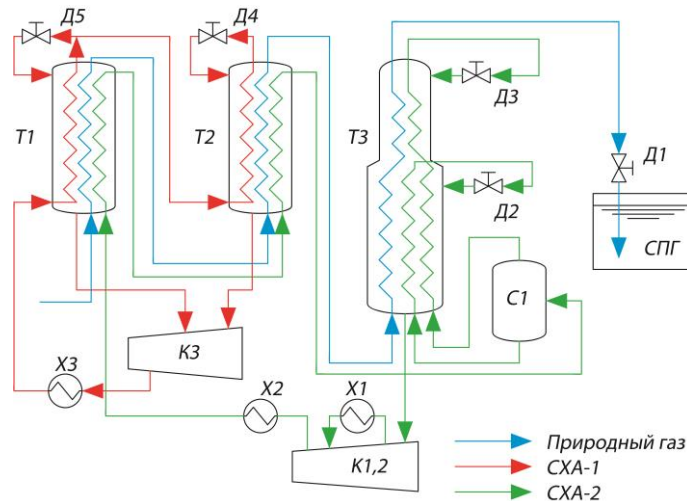 Д5
Д4
Д3
Т1
Т2
Т3
Д1
Д2
СПГ
С1
К3
Х3
Х2
Х1
К1,2
Природный газ
СХА-1
СХА-2